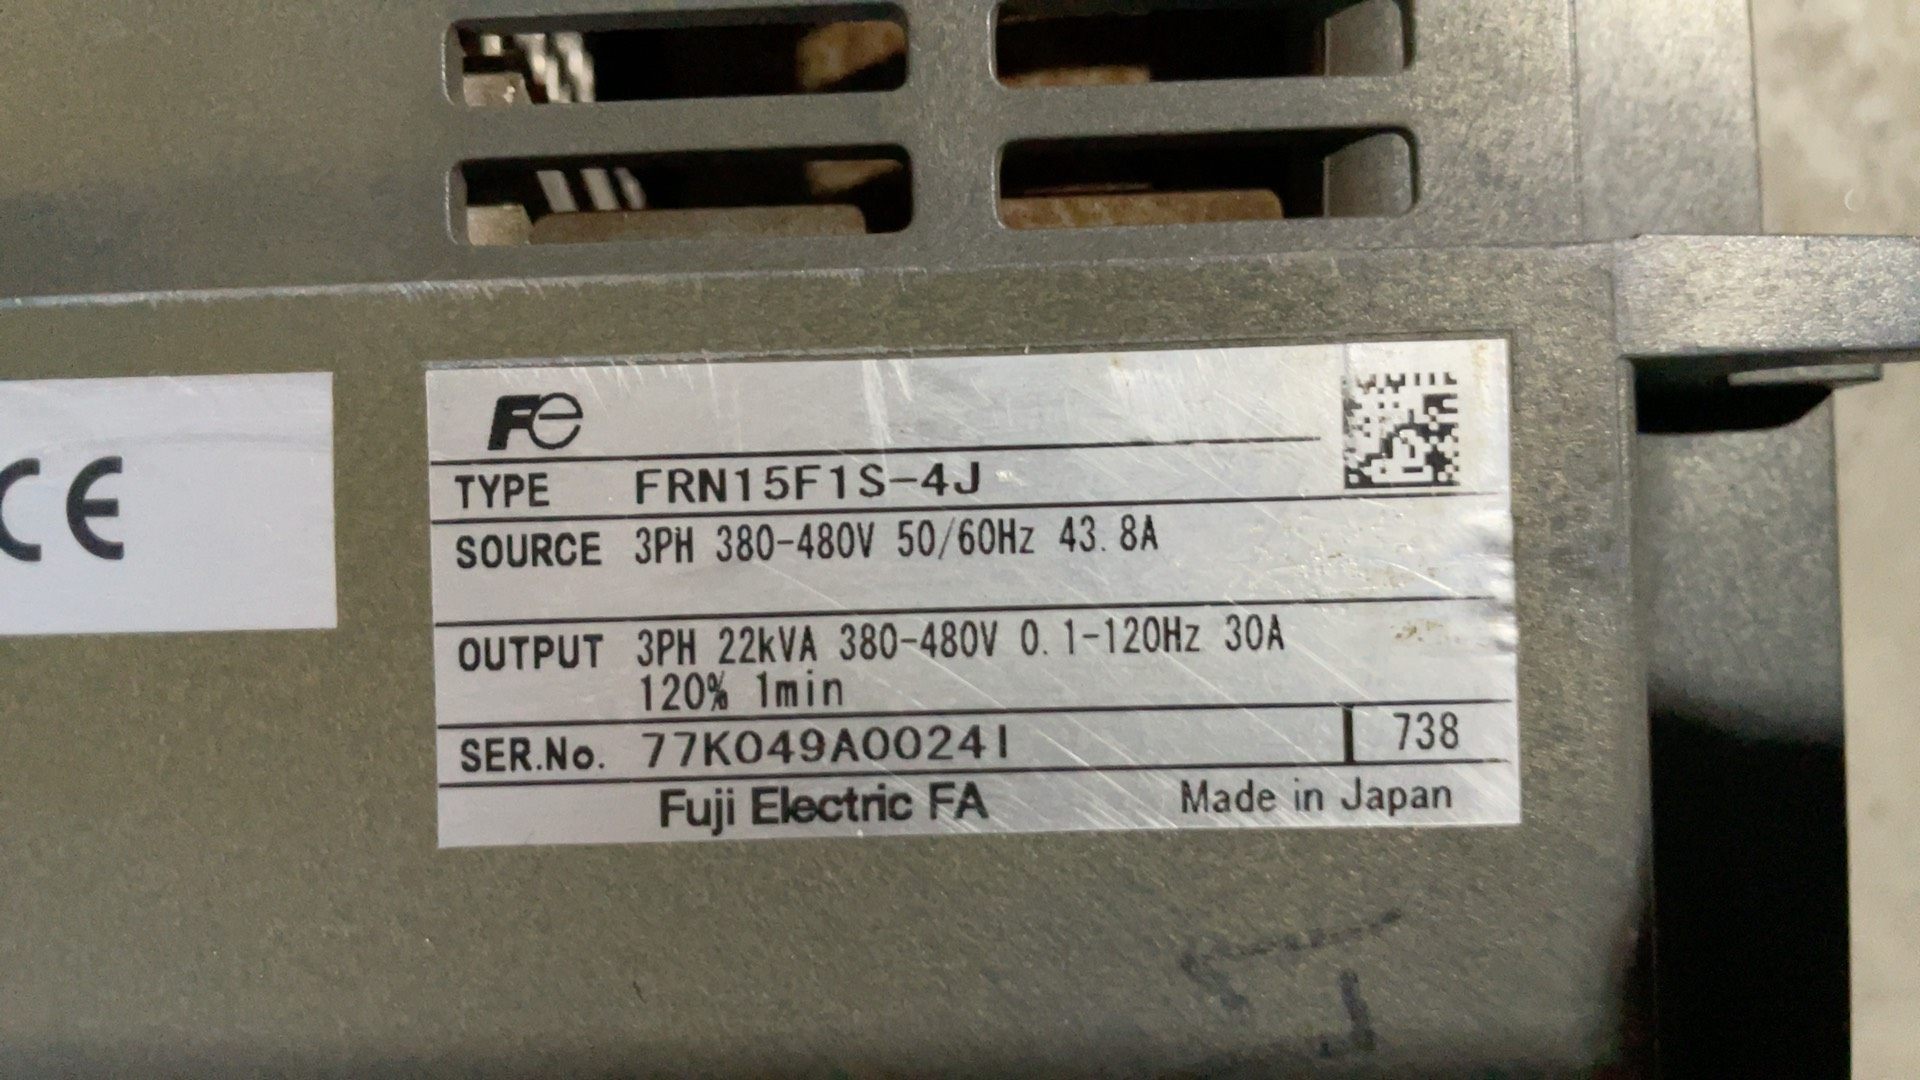 CE
Fe
TYPE FRN15F1S-4J
SOURCE 3PH 380-480V 50/60Hz 43.8A
OUTPUT 3PH 22kVA 380-480V 0.1-120Hz 30A
120% 1min
SER.No. 77K049A0024I 738
Fuji Electric FA Made in Japan